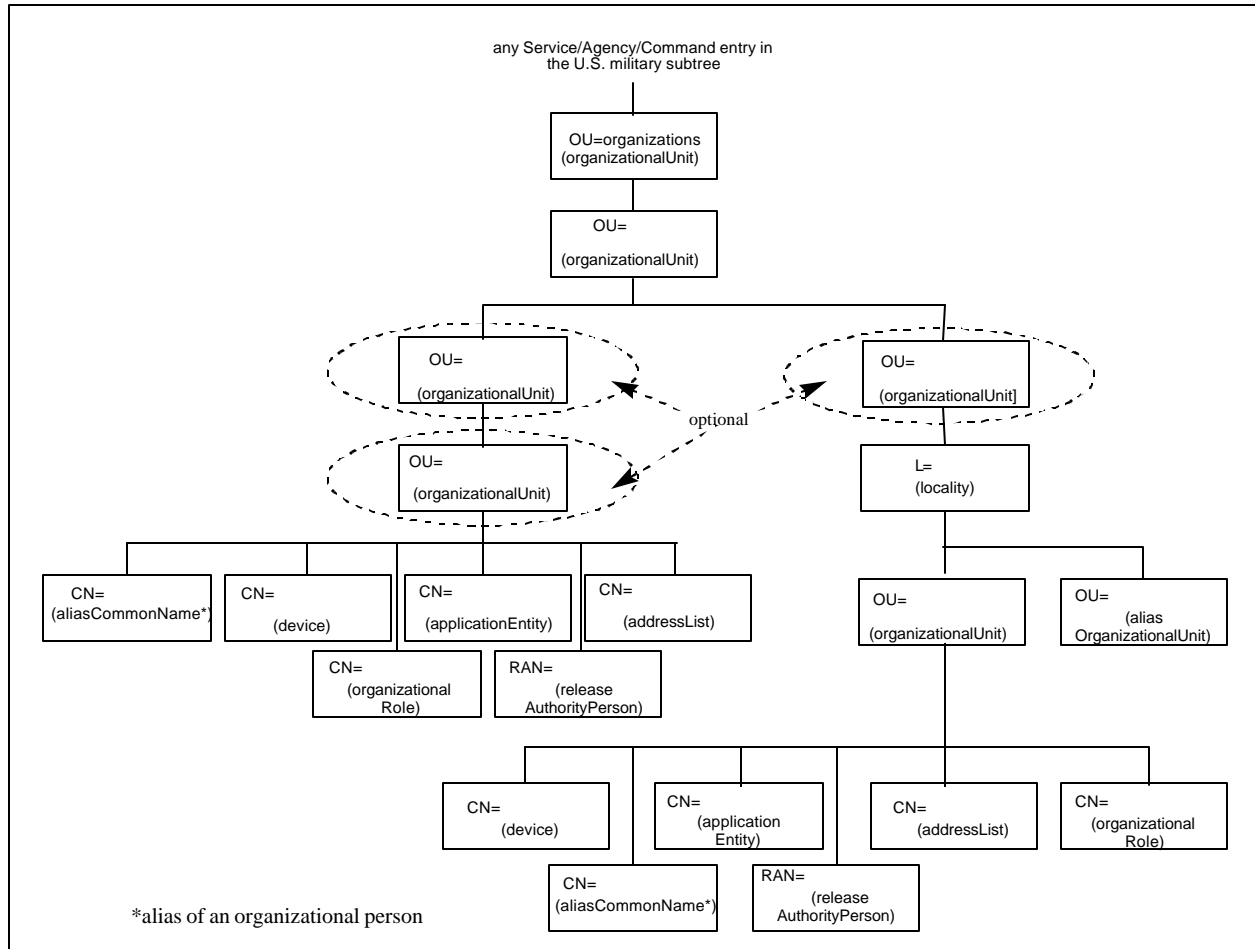 any Service/Agency/Command entry in
the U.S. military subtree
OU=organizations
(organizationalUnit)
OU=
(organizationalUnit)
OU=
(organizationalUnit)
OU=
(organizationalUnit]
optional
OU=
(organizationalUnit)
L=
(locality)
CN=
(aliasCommonName*)
CN=
(device)
CN=
(applicationEntity)
CN=
(addressList)
OU=
(organizationalUnit)
OU=
(alias
OrganizationalUnit)
CN=
(organizational
Role)
RAN=
(release
AuthorityPerson)
CN=
(device)
CN=
(application
Entity)
CN=
(addressList)
CN=
(organizational
Role)
CN=
(aliasCommonName*)
RAN=
(release
AuthorityPerson)
*alias of an organizational person